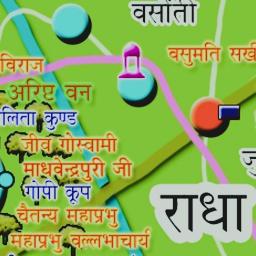 वसोंती
वसुमति सखी
विराज
अरिष्ट वन
ललिता कुण्ड
जीव गोस्वामी
माधवेन्द्रपुरी जी
गोपी कूप
चैतन्य महाप्रभु
महाप्रभु वल्लभाचार्य
राधा